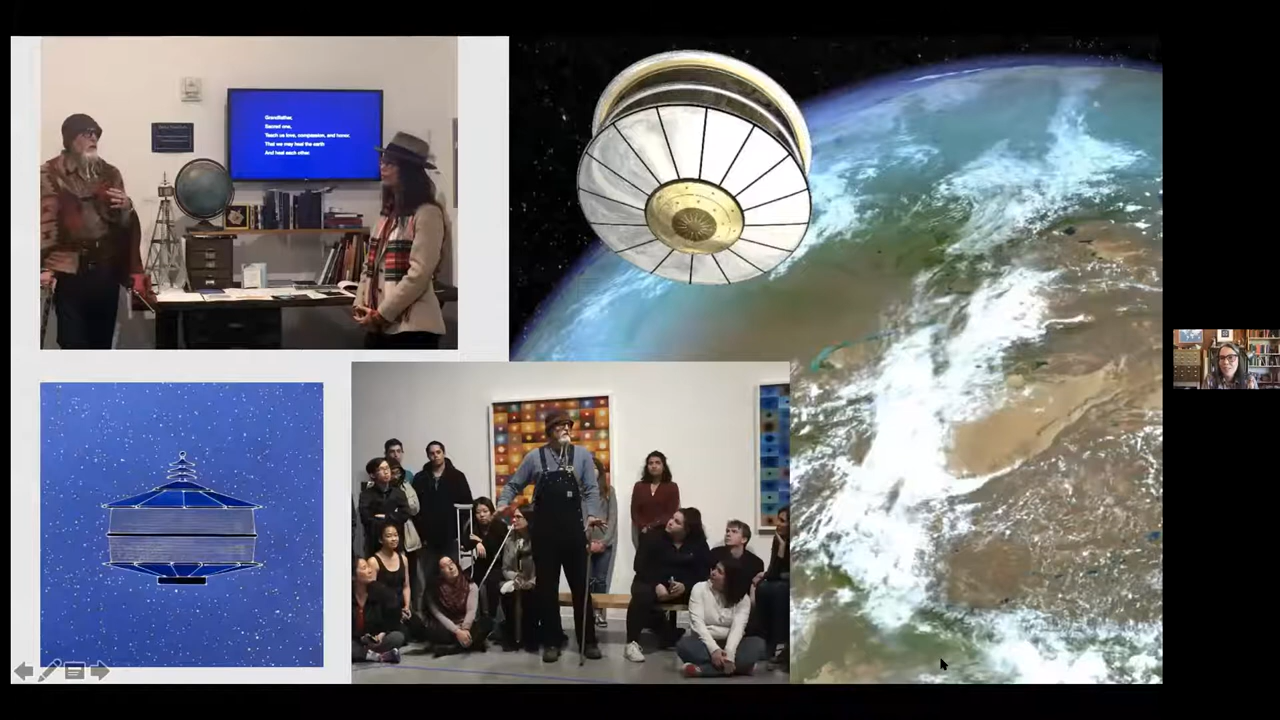 Grandfather,
Sacred one,
Teach us love, compassion, and honor.
That we may heal the earth
And heal each other.